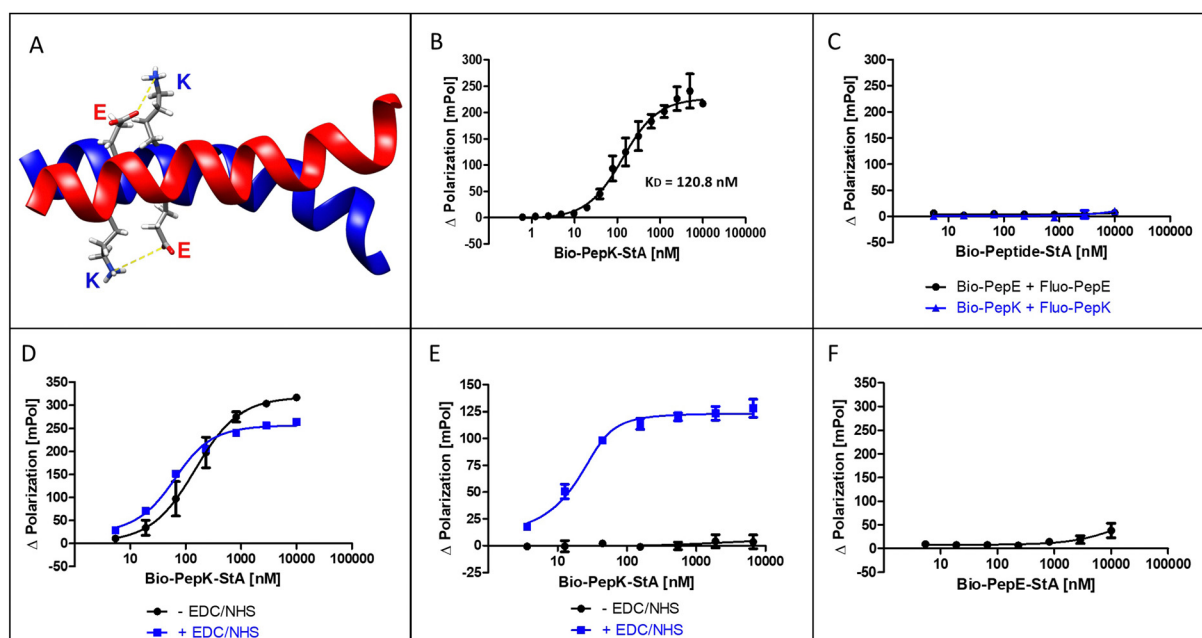 A
K
E
K
E
B
Δ Polarization [mPol]
300
250
200
150
100
50
0
-50
KD = 120.8 nM
1
10
100
1000
10000
100000
Bio-PepK-StA [nM]
C
Δ Polarization [mPol]
300
250
200
150
100
50
0
-50
10
100
1000
10000
100000
Bio-Peptide-StA [nM]
Bio-PepE + Fluo-PepE
Bio-PepK + Fluo-PepK
D
Δ Polarization [mPol]
350
300
250
200
150
100
50
0
-50
10
100
1000
10000
100000
Bio-PepK-StA [nM]
- EDC/NHS
+ EDC/NHS
E
Δ Polarization [mPol]
150
125
100
75
50
25
0
-25
10
100
1000
10000
Bio-PepK-StA [nM]
- EDC/NHS
+ EDC/NHS
F
Δ Polarization [mPol]
350
300
250
200
150
100
50
0
-50
10
100
1000
10000
100000
Bio-PepE-StA [nM]